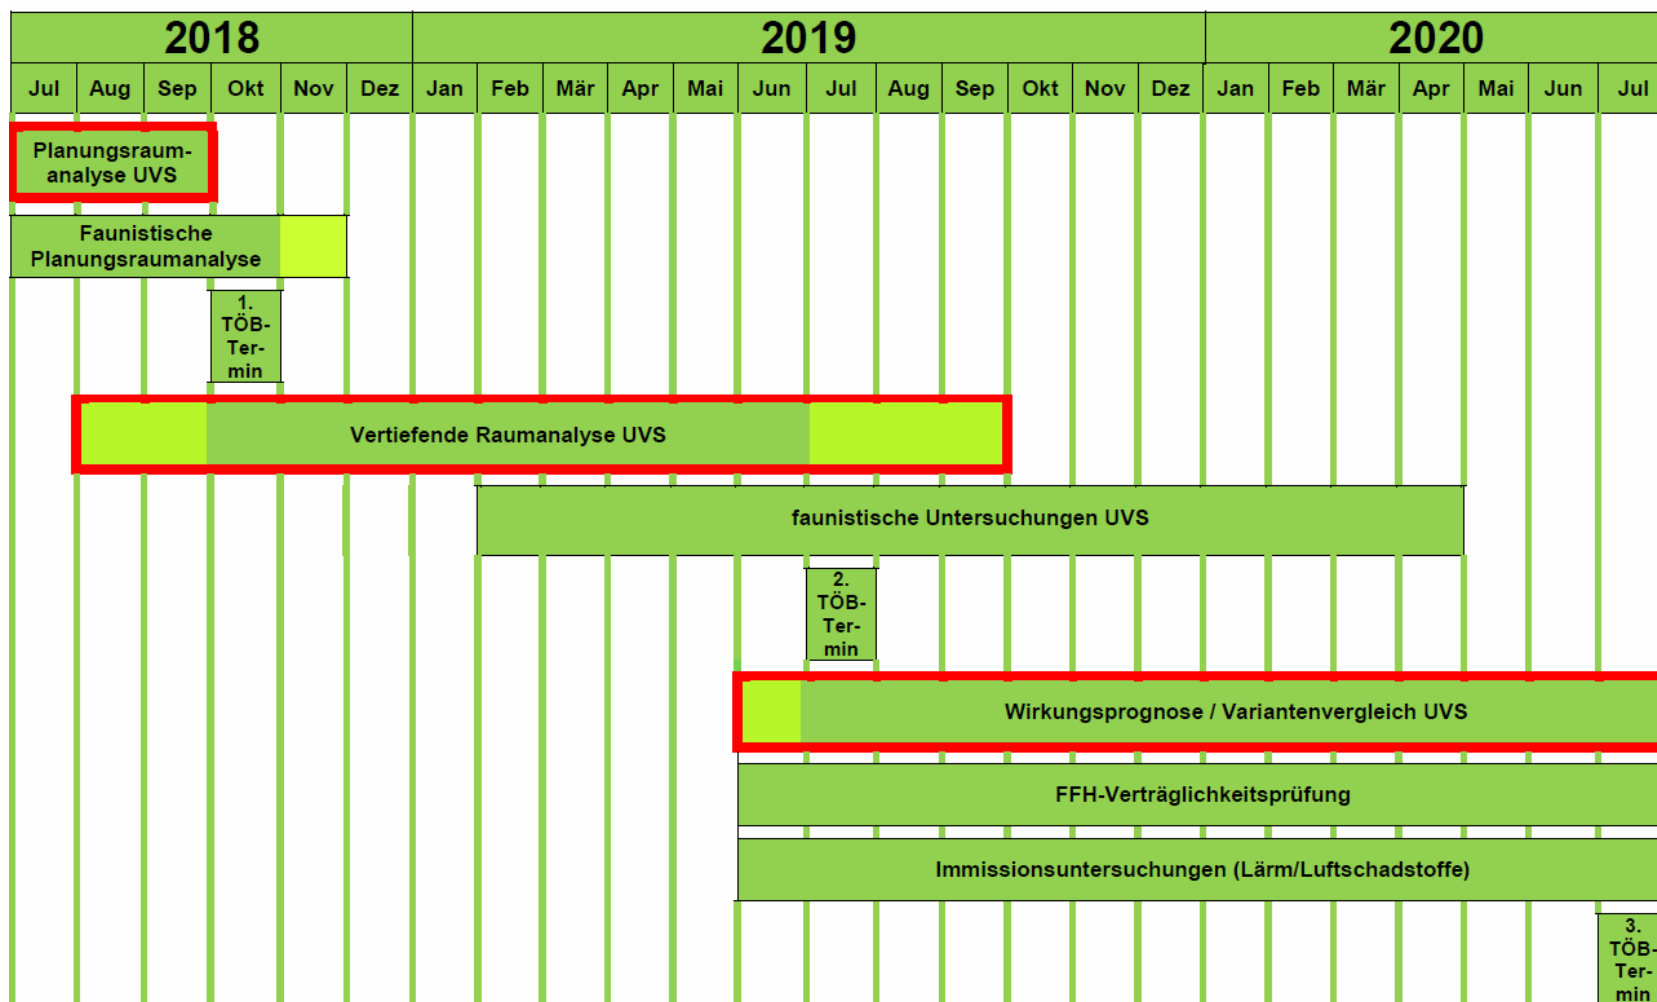 2018 2019 2020
Jul Aug Sep Okt Nov Dez Jan Feb Mär Apr Mai Jun Jul Aug Sep Okt Nov Dez Jan Feb Mär Apr Mai Jun Jul
Planungsraum-
analyse UVS
Faunistische
Planungsraumanalyse
1.
TÖB-
Ter-
min
Vertiefende Raumanalyse UVS
faunistische Untersuchungen UVS
2.
TÖB-
Ter-
min
Wirkungsprognose / Variantenvergleich UVS
FFH-Verträglichkeitsprüfung
Immissionsuntersuchungen (Lärm/Luftschadstoffe)
3.
TÖB-
Ter-
min